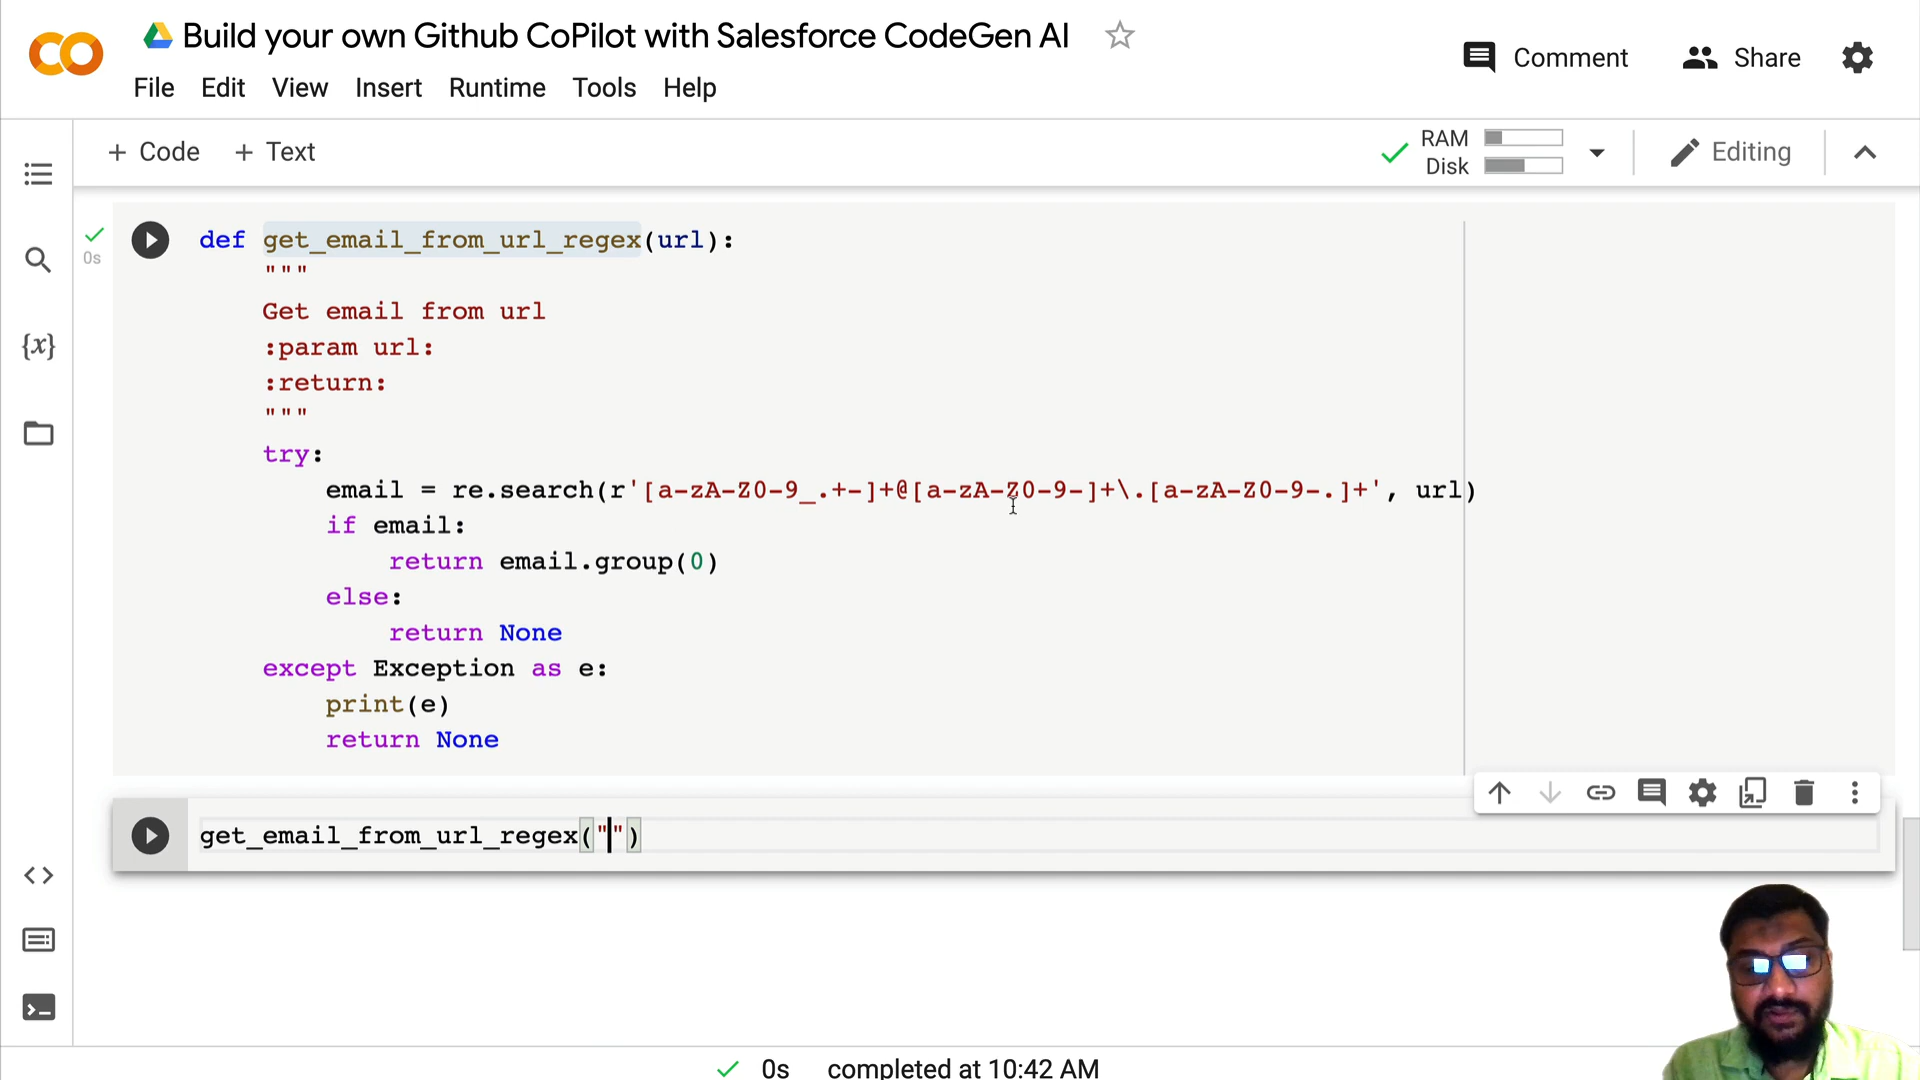 Build your own Github CoPilot with Salesforce CodeGen AI
Comment
Share
File Edit View Insert Runtime Tools Help
+ Code + Text
RAM
Disk
Editing
0s
def get_email_from_url_regex(url):
"""
Get email from url
:param url:
:return:
"""
try:
email = re.search(r'[a-zA-Z0-9_.+-]+@[a-zA-Z0-9-]+\.[a-zA-Z0-9-.]+', url)
if email:
return email.group(0)
else:
return None
except Exception as e:
print(e)
return None
get_email_from_url_regex("")
{x}
0s completed at 10:42 AM